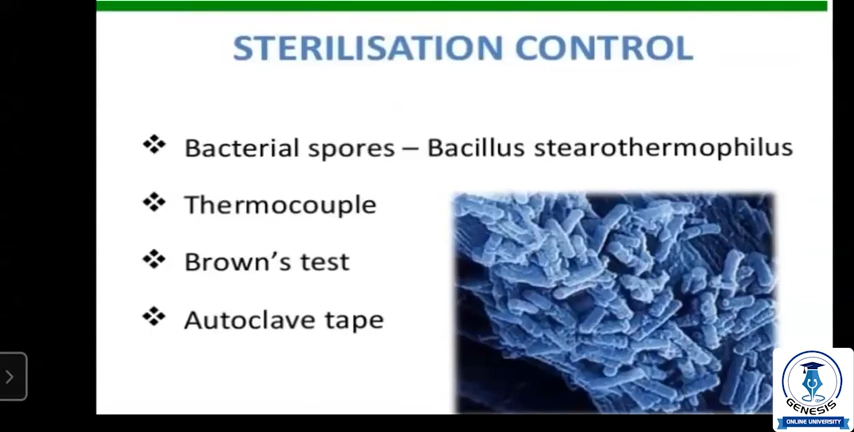 STERILISATION CONTROL
Bacterial spores – Bacillus stearothermophilus
Thermocouple
Brown's test
Autoclave tape
GENESIS
ONLINE UNIVERSITY